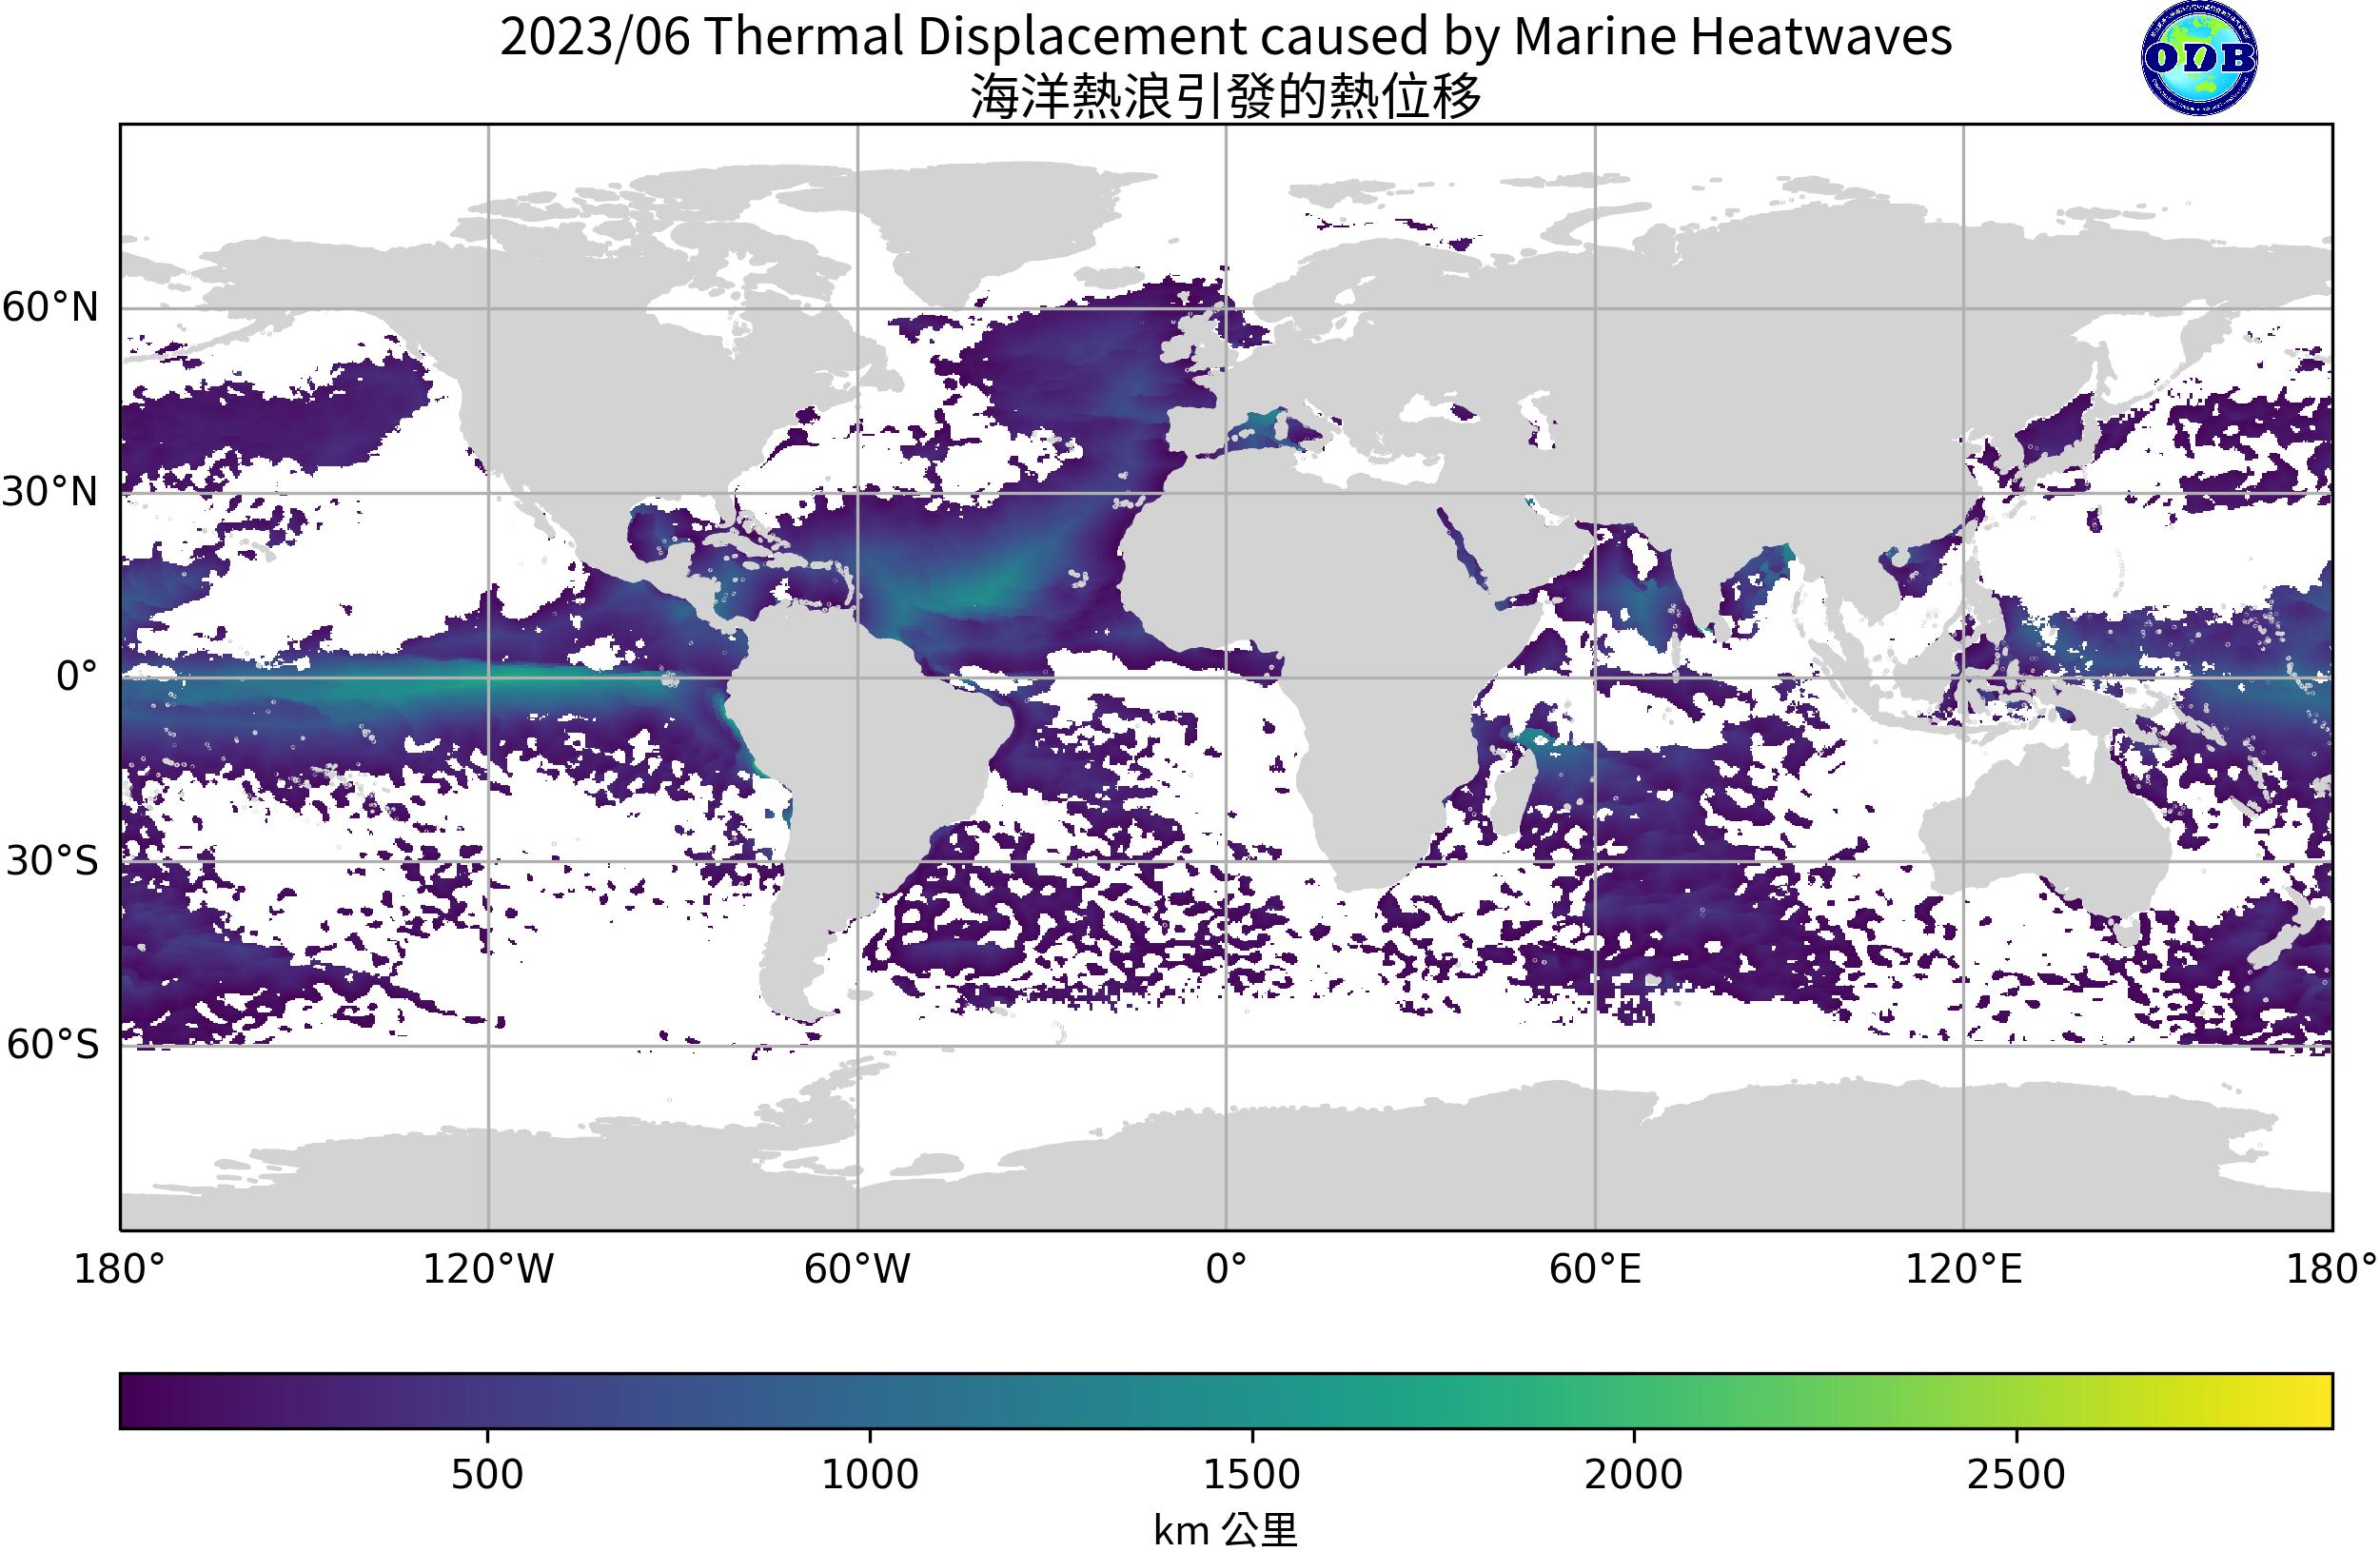 2023/06 Thermal Displacement caused by Marine Heatwaves
海洋熱浪引發的熱位移
ODB
60°N
30°N
0°
30°S
60°S
180° 120°W 60°W 0° 60°E 120°E 180°
500 1000 1500 2000 2500
km 公里